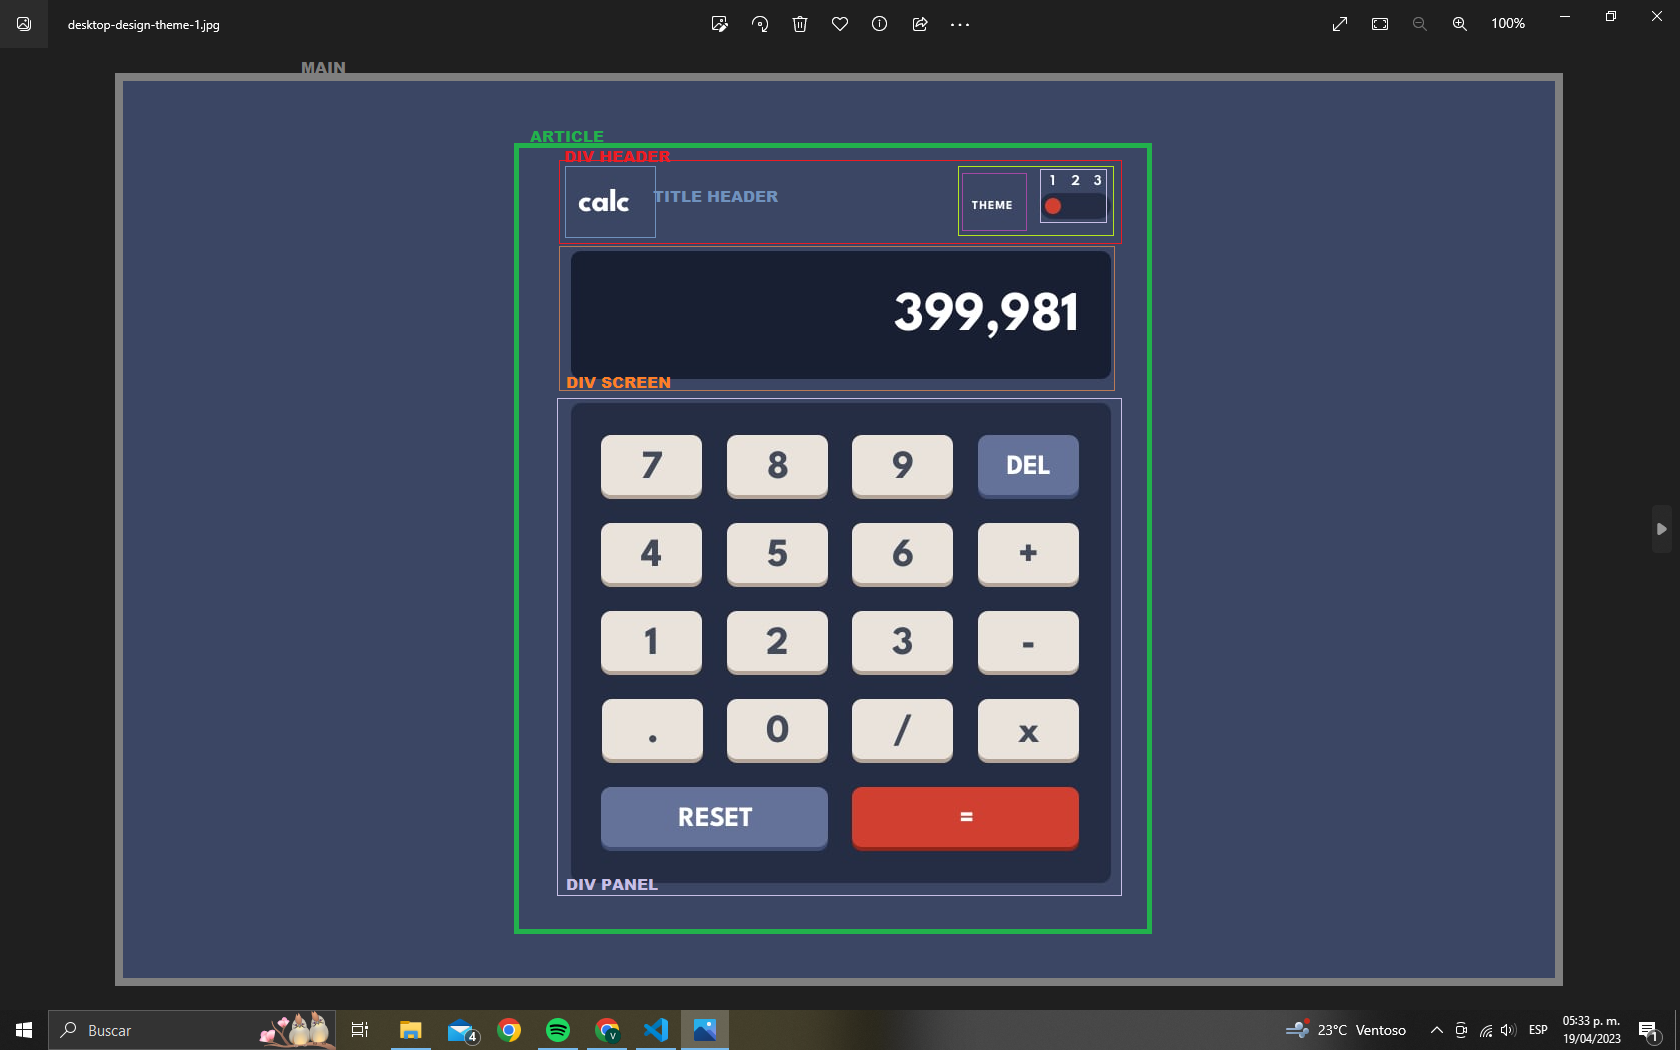 desktop-design-theme-1.jpg
100%
MAIN
ARTICLE
DIV HEADER
calc
TITLE HEADER
THEME
1 2 3
399,981
DIV SCREEN
7 8 9 DEL
4 5 6 +
1 2 3 -
. 0 / x
RESET =
DIV PANEL
Buscar
4
V
23°C Ventoso
ESP
05:33 p. m.
19/04/2023
1